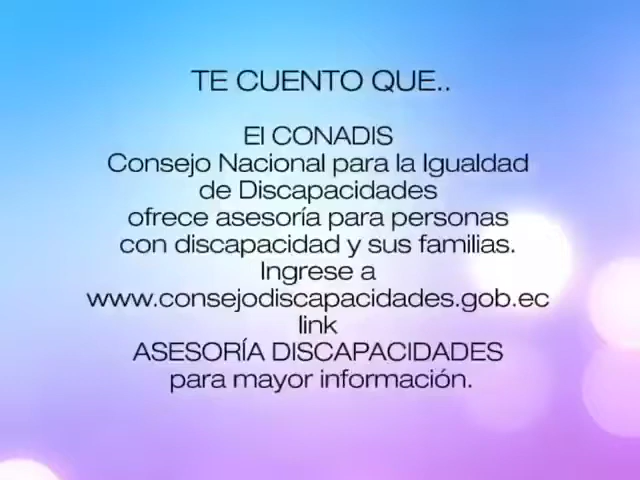 TE CUENTO QUE..
El CONADIS
Consejo Nacional para la Igualdad
de Discapacidades
ofrece asesoría para personas
con discapacidad y sus familias.
Ingrese a
www.consejodiscapacidades.gob.ec
link
ASESORÍA DISCAPACIDADES
para mayor información.